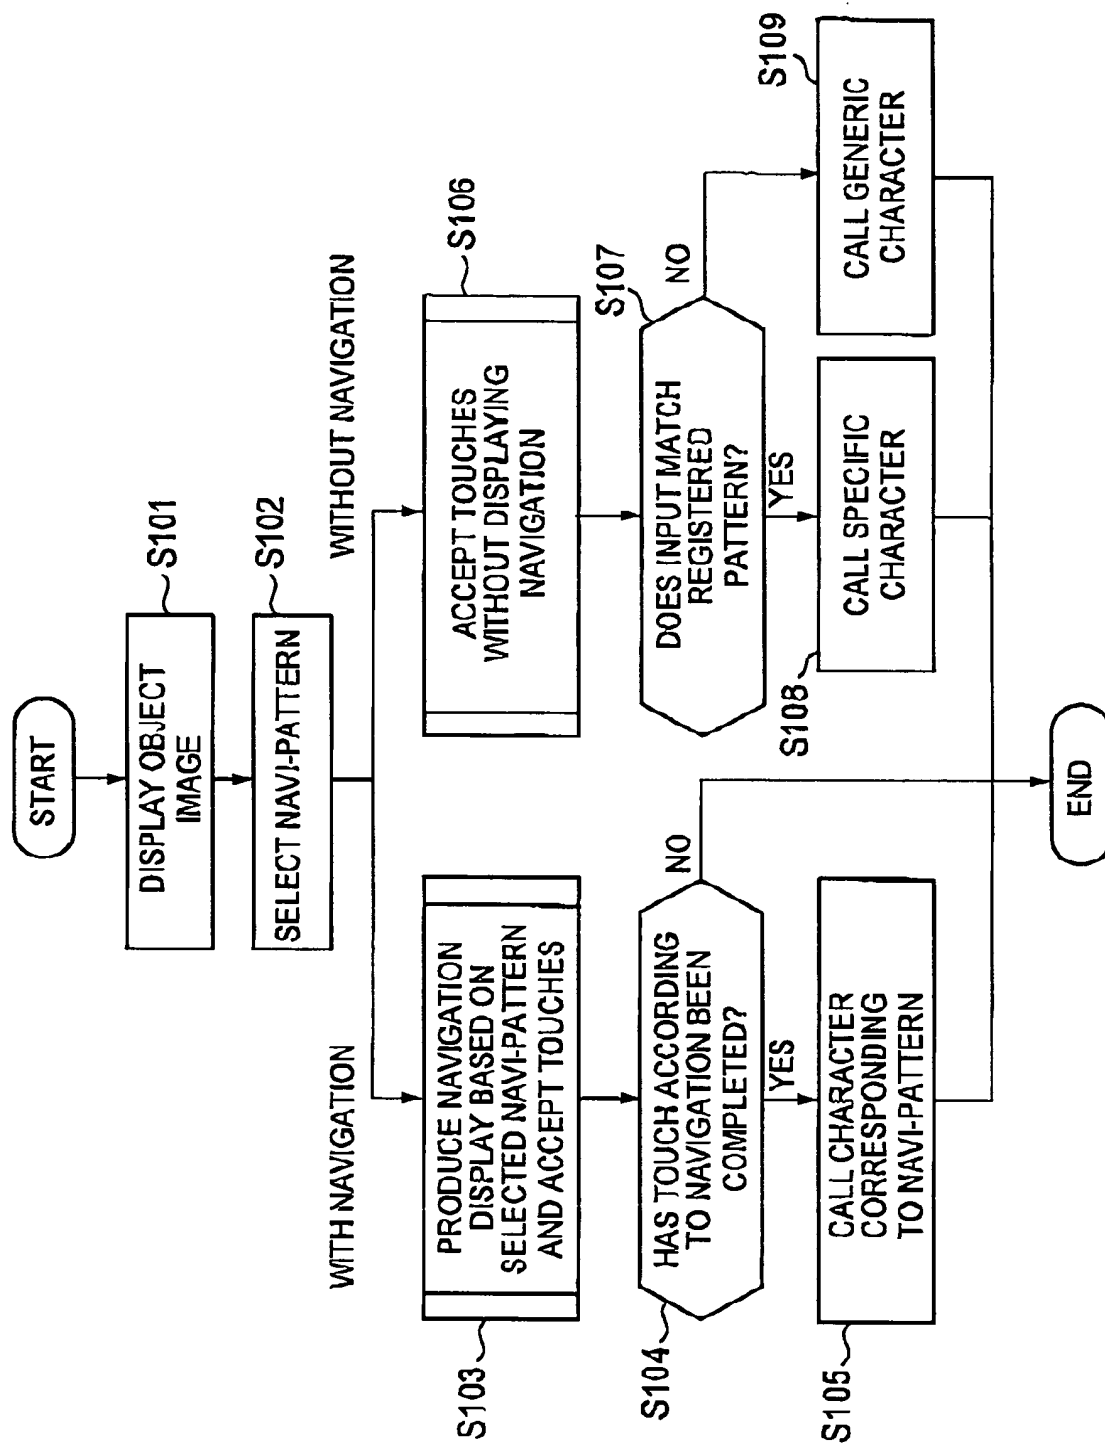 START
DISPLAY OBJECT
IMAGE
S101
SELECT NAVI-PATTERN
S102
WITH NAVIGATION
WITHOUT NAVIGATION
PRODUCE NAVIGATION
DISPLAY BASED ON
SELECTED NAVI-PATTERN
AND ACCEPT TOUCHES
S103
ACCEPT TOUCHES
WITHOUT DISPLAYING
NAVIGATION
S106
HAS TOUCH ACCORDING
TO NAVIGATION BEEN
COMPLETED?
S104
NO
YES
DOES INPUT MATCH
REGISTERED
PATTERN?
S107
NO
YES
CALL CHARACTER
CORRESPONDING
TO NAVI-PATTERN
S105
CALL SPECIFIC
CHARACTER
S108
CALL GENERIC
CHARACTER
S109
END